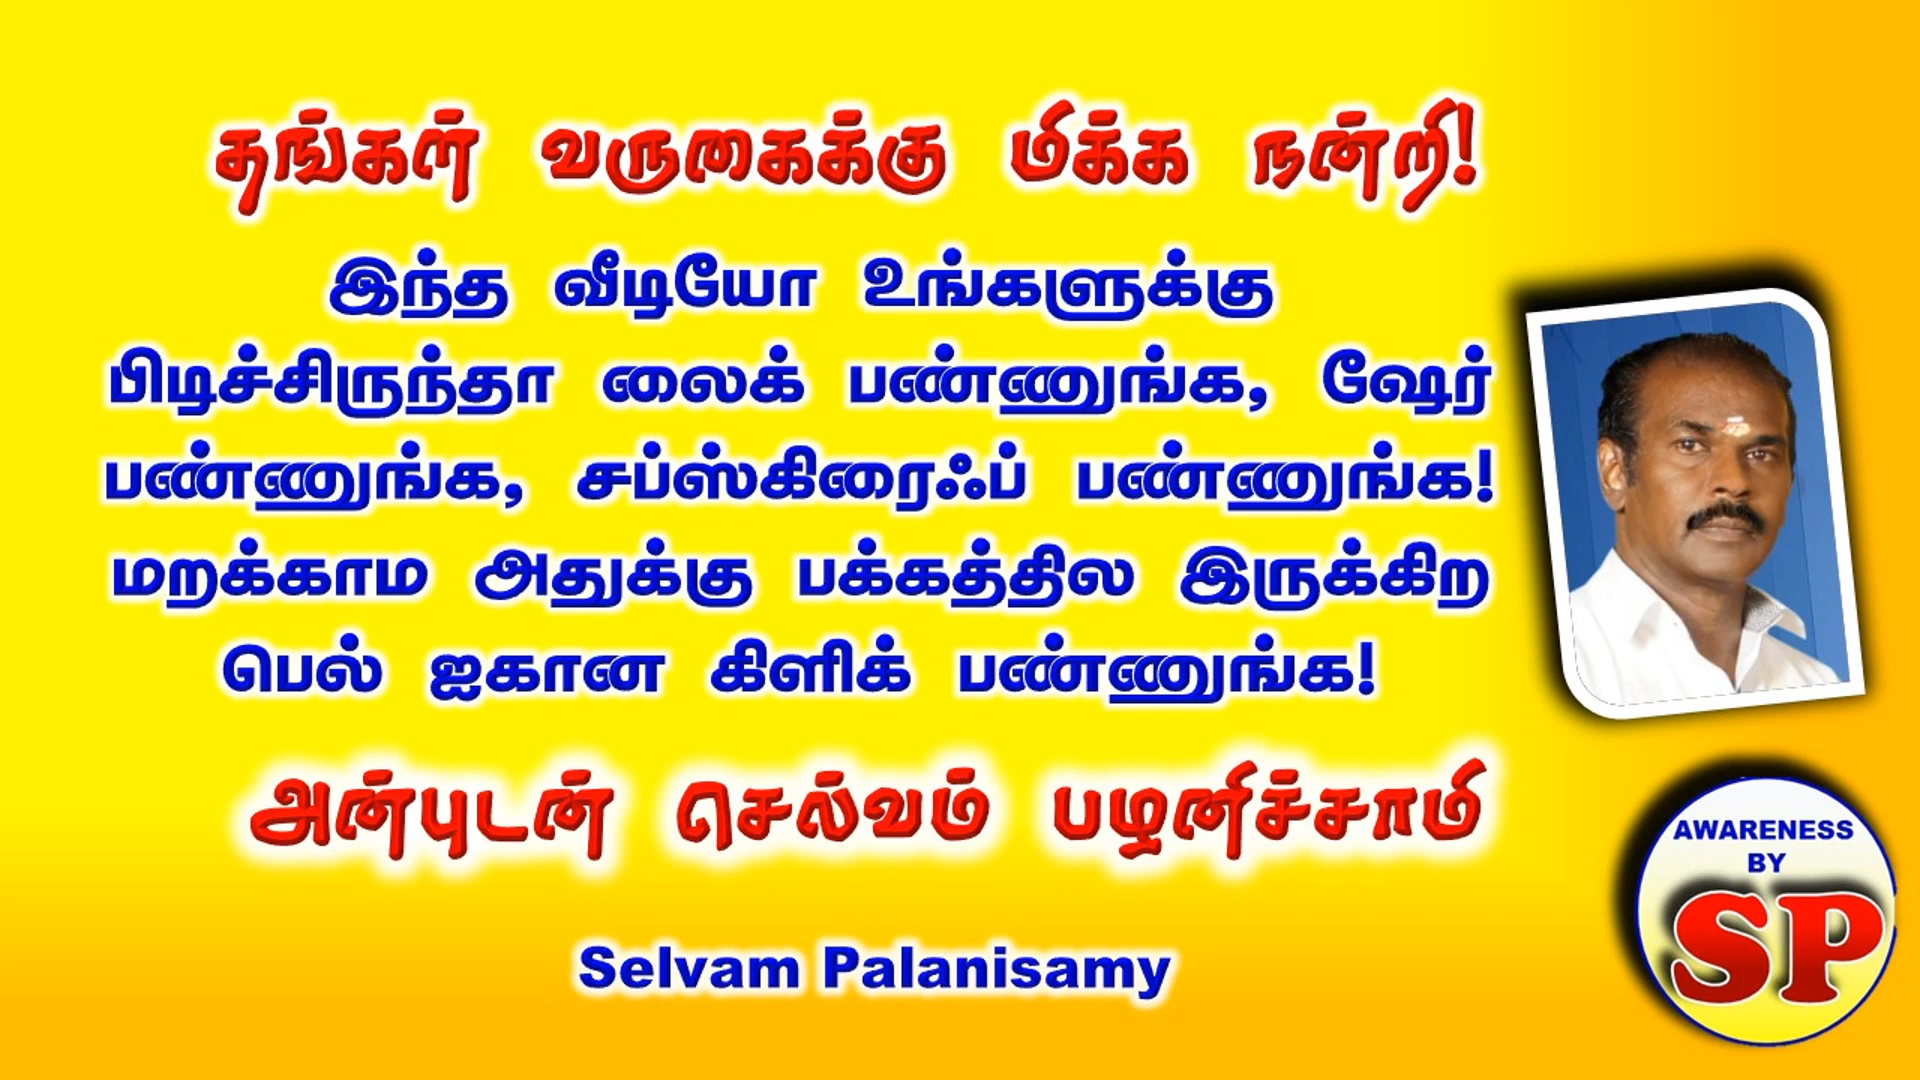 தங்கள் வருகைக்கு மிக்க நன்றி!
இந்த வீடியோ உங்களுக்கு
பிடிச்சிருந்தா லைக் பண்ணுங்க, ஷேர்
பண்ணுங்க, சப்ஸ்கிரைஃப் பண்ணுங்க!
மறக்காம அதுக்கு பக்கத்தில இருக்கிற
பெல் ஐகான கிளிக் பண்ணுங்க!
அன்புடன் செல்வம் பழனிச்சாமி
Selvam Palanisamy
AWARENESS
BY
SP